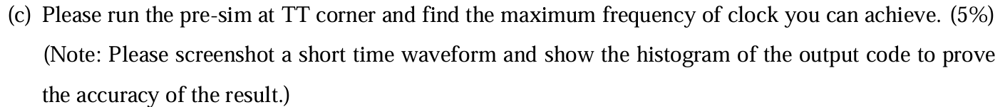 (c) Please run the pre-sim at TT corner and find the maximum frequency of clock you can achieve. (5%)
(Note: Please screenshot a short time waveform and show the histogram of the output code to prove
the accuracy of the result.)